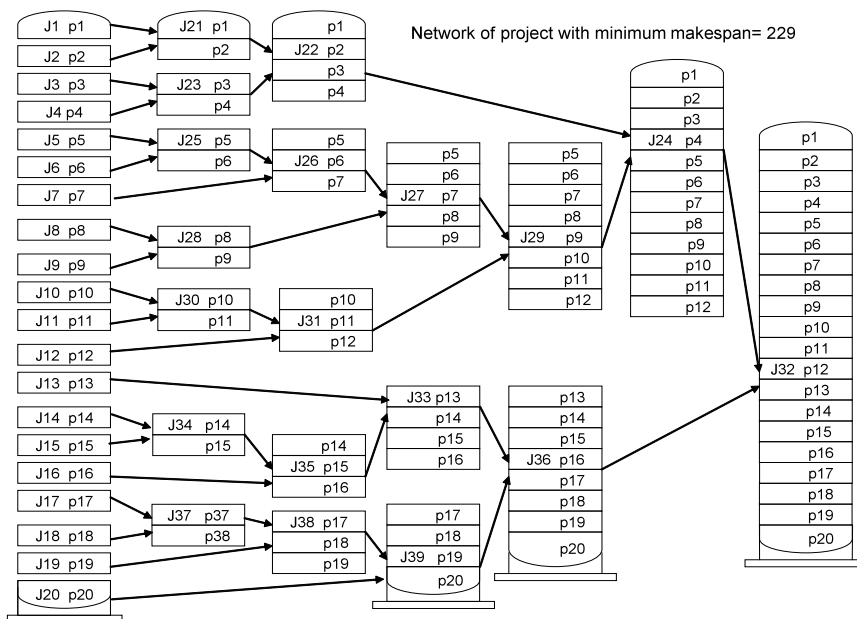 Network of project with minimum makespan= 229
J1 p1
J2 p2
J3 p3
J4 p4
J5 p5
J6 p6
J7 p7
J8 p8
J9 p9
J10 p10
J11 p11
J12 p12
J13 p13
J14 p14
J15 p15
J16 p16
J17 p17
J18 p18
J19 p19
J20 p20
J21 p1
p2
J23 p3
p4
J25 p5
p6
J28 p8
p9
J30 p10
p11
J34 p14
p15
J37 p37
p38
p1
J22 p2
p3
p4
p5
J26 p6
p7
p10
J31 p11
p12
p14
J35 p15
p16
J38 p17
p18
p19
p5
p6
J27 p7
p8
p9
J33 p13
p14
p15
p16
p17
p18
J39 p19
p20
p5
p6
p7
p8
J29 p9
p10
p11
p12
p13
p14
p15
J36 p16
p17
p18
p19
p20
p1
p2
p3
J24 p4
p5
p6
p7
p8
p9
p10
p11
p12
p1
p2
p3
p4
p5
p6
p7
p8
p9
p10
p11
J32 p12
p13
p14
p15
p16
p17
p18
p19
p20